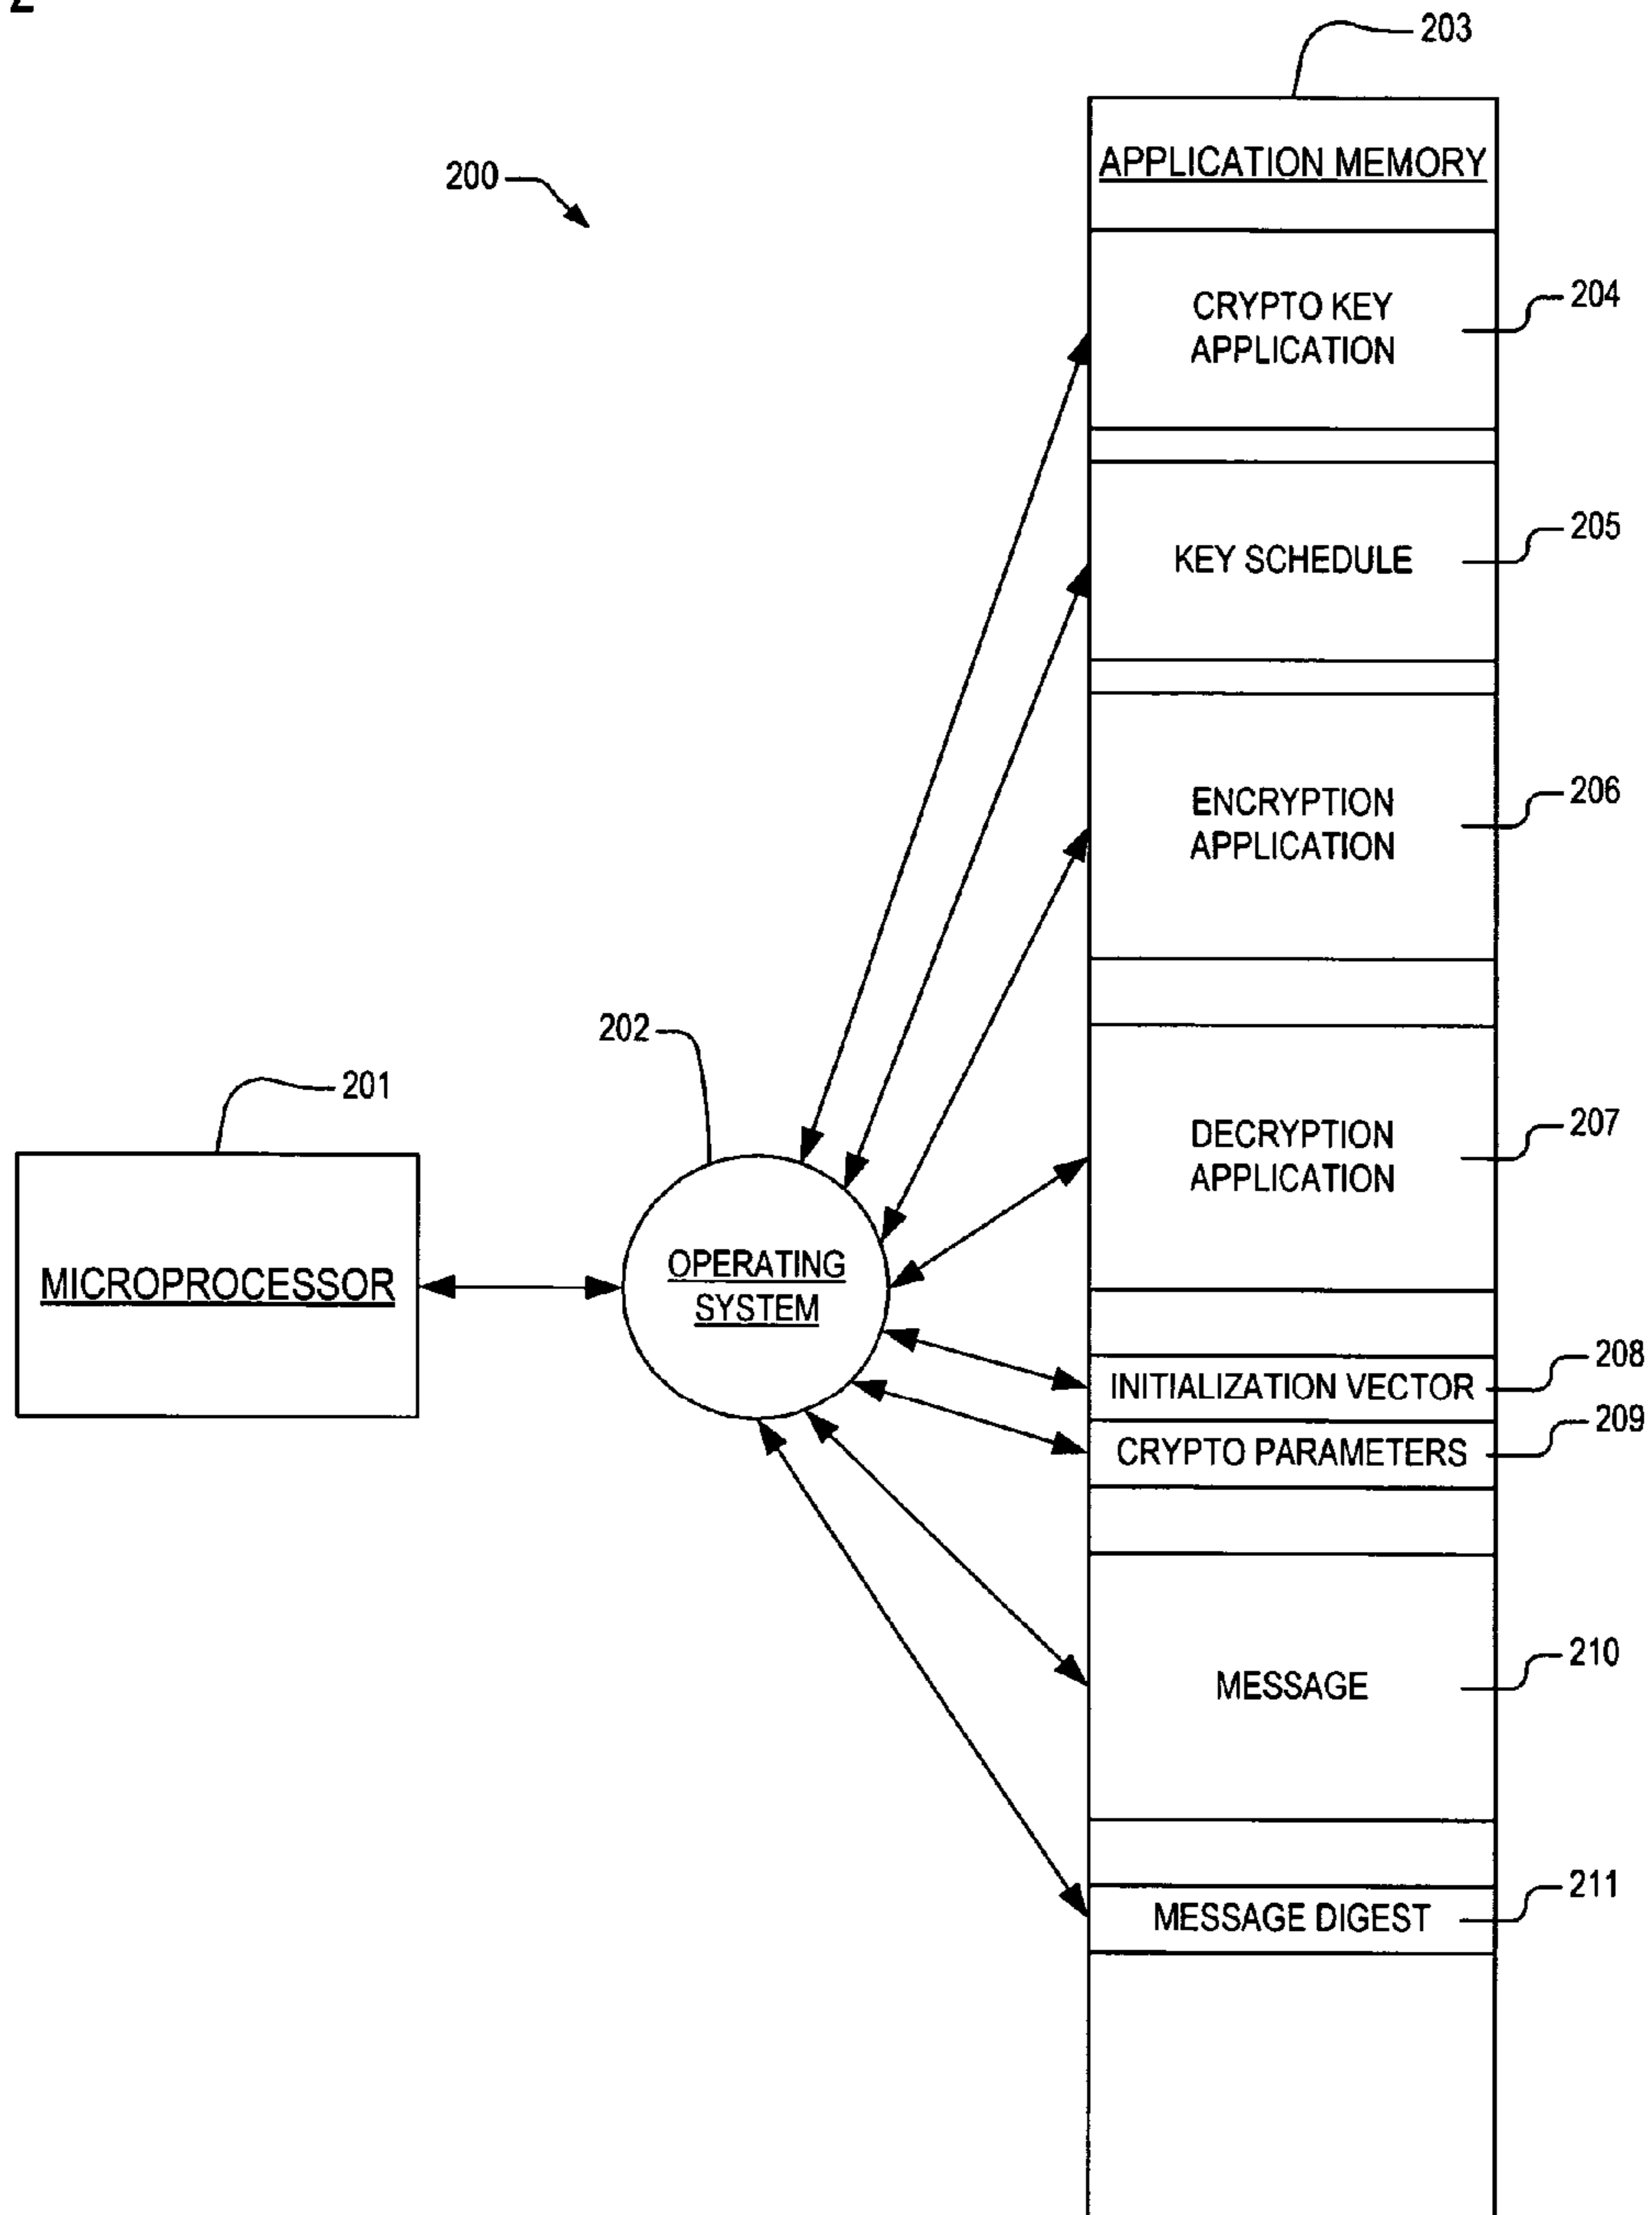 203
APPLICATION MEMORY
200
CRYPTO KEY
APPLICATION
204
KEY SCHEDULE
205
ENCRYPTION
APPLICATION
206
202
201
DECRYPTION
APPLICATION
207
MICROPROCESSOR
OPERATING
SYSTEM
INITIALIZATION VECTOR
208
CRYPTO PARAMETERS
209
MESSAGE
210
MESSAGE DIGEST
211